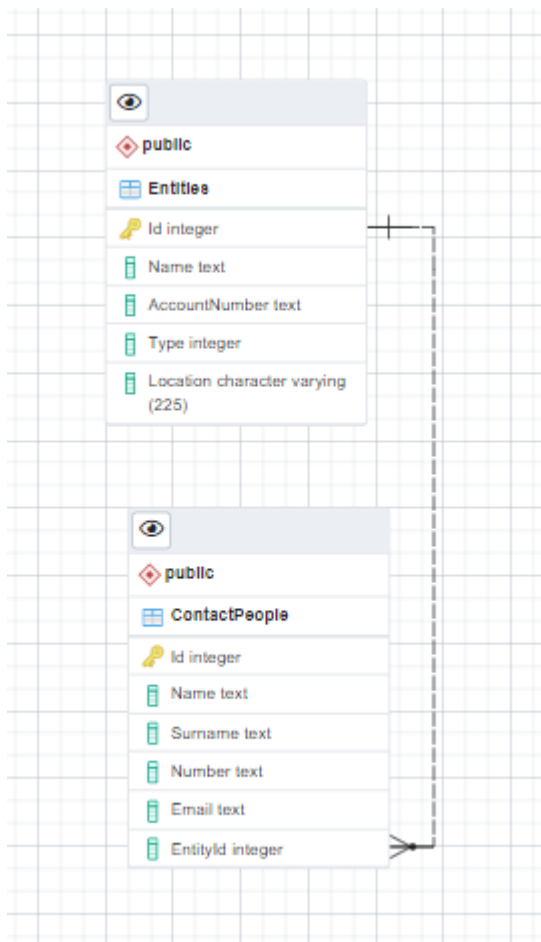 public
Entities
Id integer
Name text
AccountNumber text
Type integer
Location character varying
(225)
public
ContactPeople
Id integer
Name text
Surname text
Number text
Email text
EntityId integer